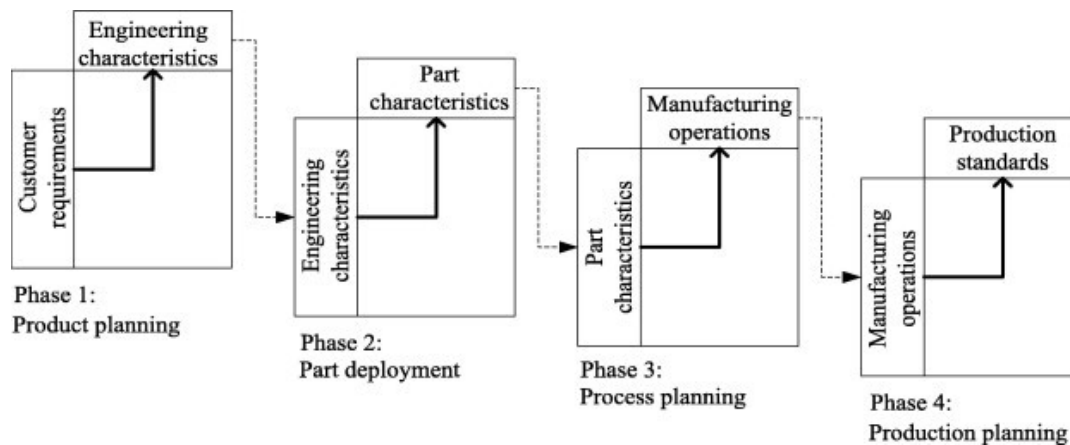 Engineering
characteristics
Customer
requirements
Phase 1:
Product planning
Part
characteristics
Engineering
characteristics
Phase 2:
Part deployment
Manufacturing
operations
Part
characteristics
Phase 3:
Process planning
Production
standards
Manufacturing
operations
Phase 4:
Production planning